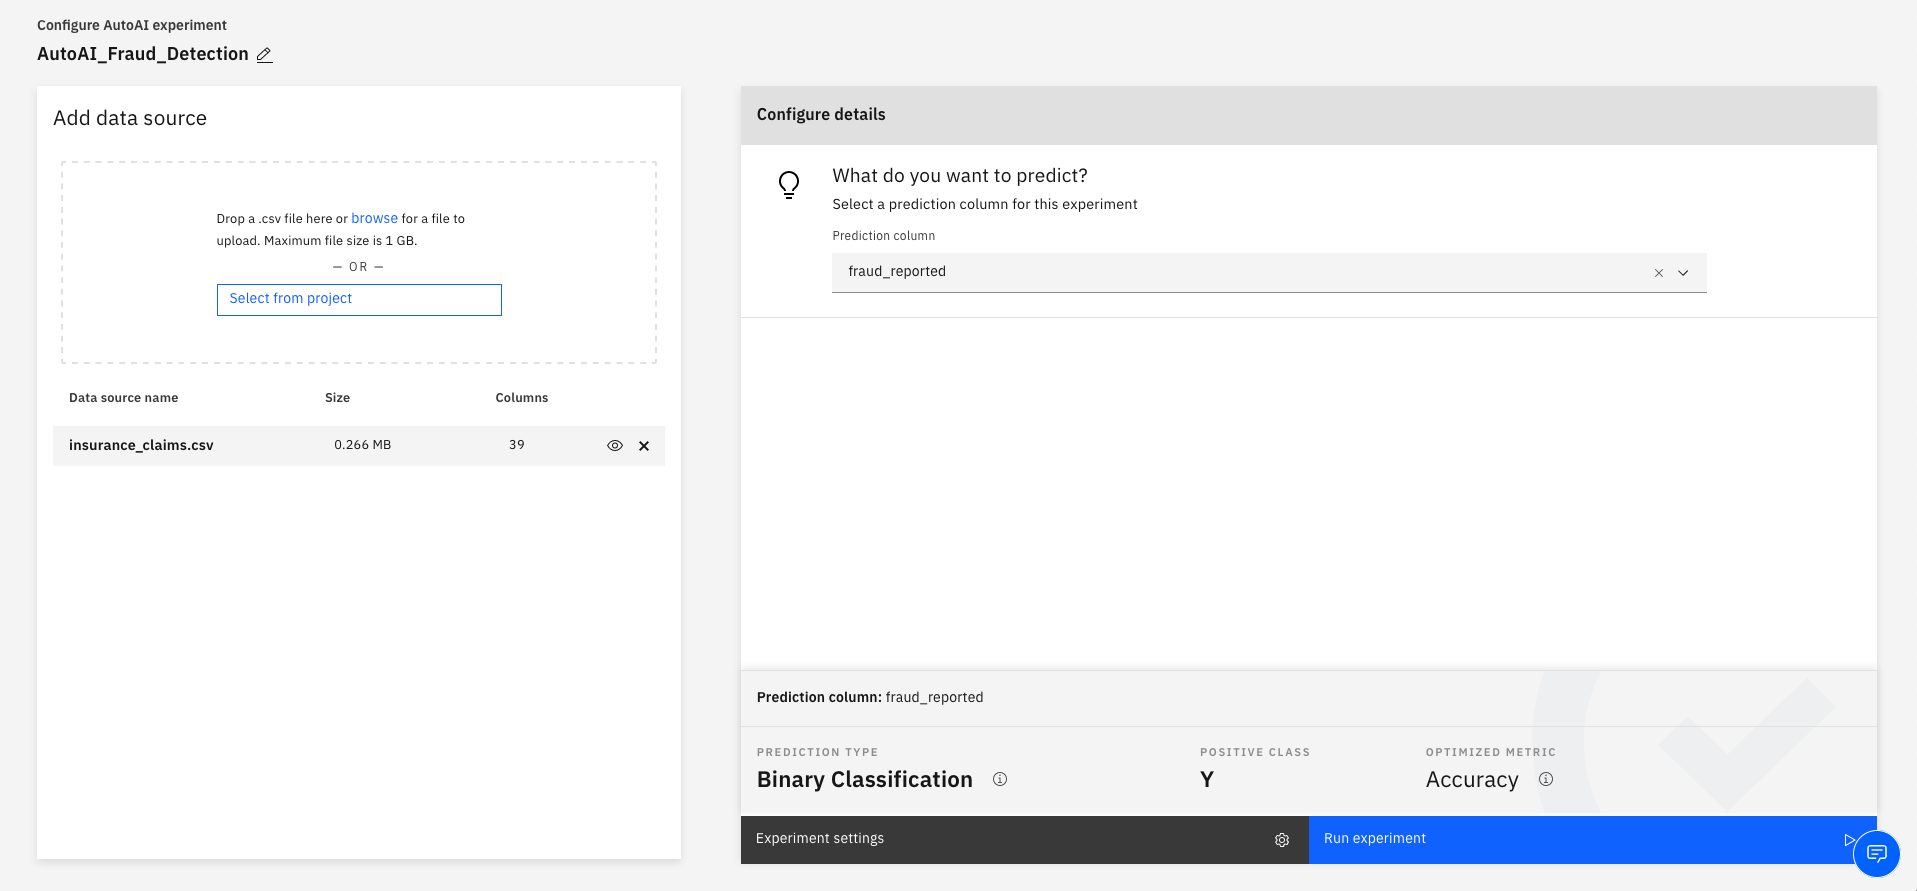 Configure AutoAI experiment
AutoAI_Fraud_Detection
Add data source
Drop a .csv file here or browse for a file to
upload. Maximum file size is 1 GB.
— OR —
Select from project
Data source name Size Columns
insurance_claims.csv 0.266 MB 39
Configure details
What do you want to predict?
Select a prediction column for this experiment
Prediction column
fraud_reported
Prediction column: fraud_reported
PREDICTION TYPE POSITIVE CLASS OPTIMIZED METRIC
Binary Classification Y Accuracy
Experiment settings Run experiment